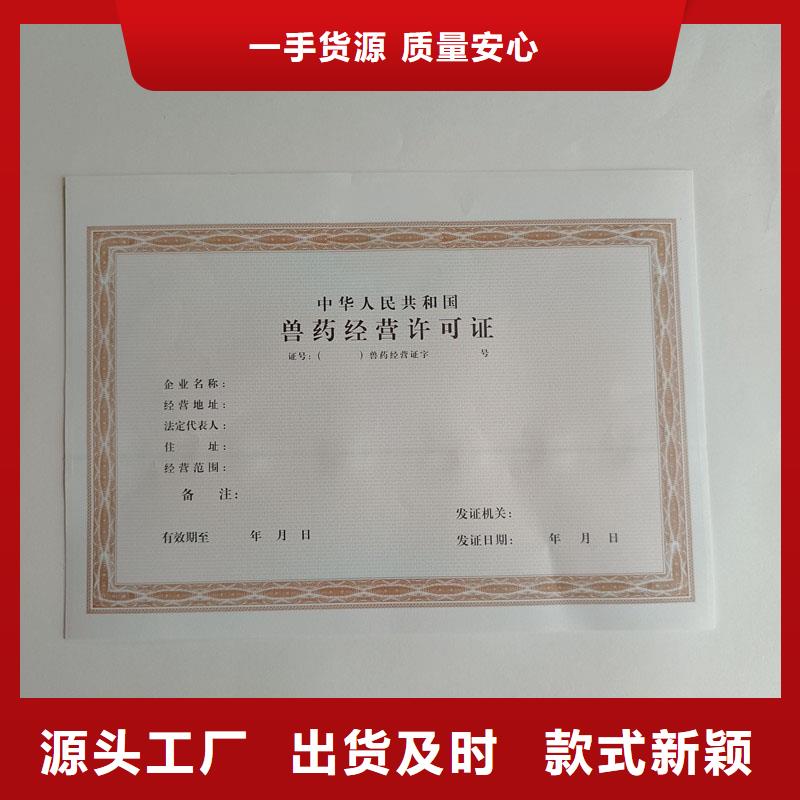 一手货源 质量安心
中华人民共和国
兽药经营许可证
证号：（ ）兽药经营证字 号
企业名称：
经营地址：
法定代表人：
住 址：
经营范围：
备 注：
发证机关：
有效期至 年 月 日
发证日期： 年 月 日
源头工厂 出货及时 款式新颖